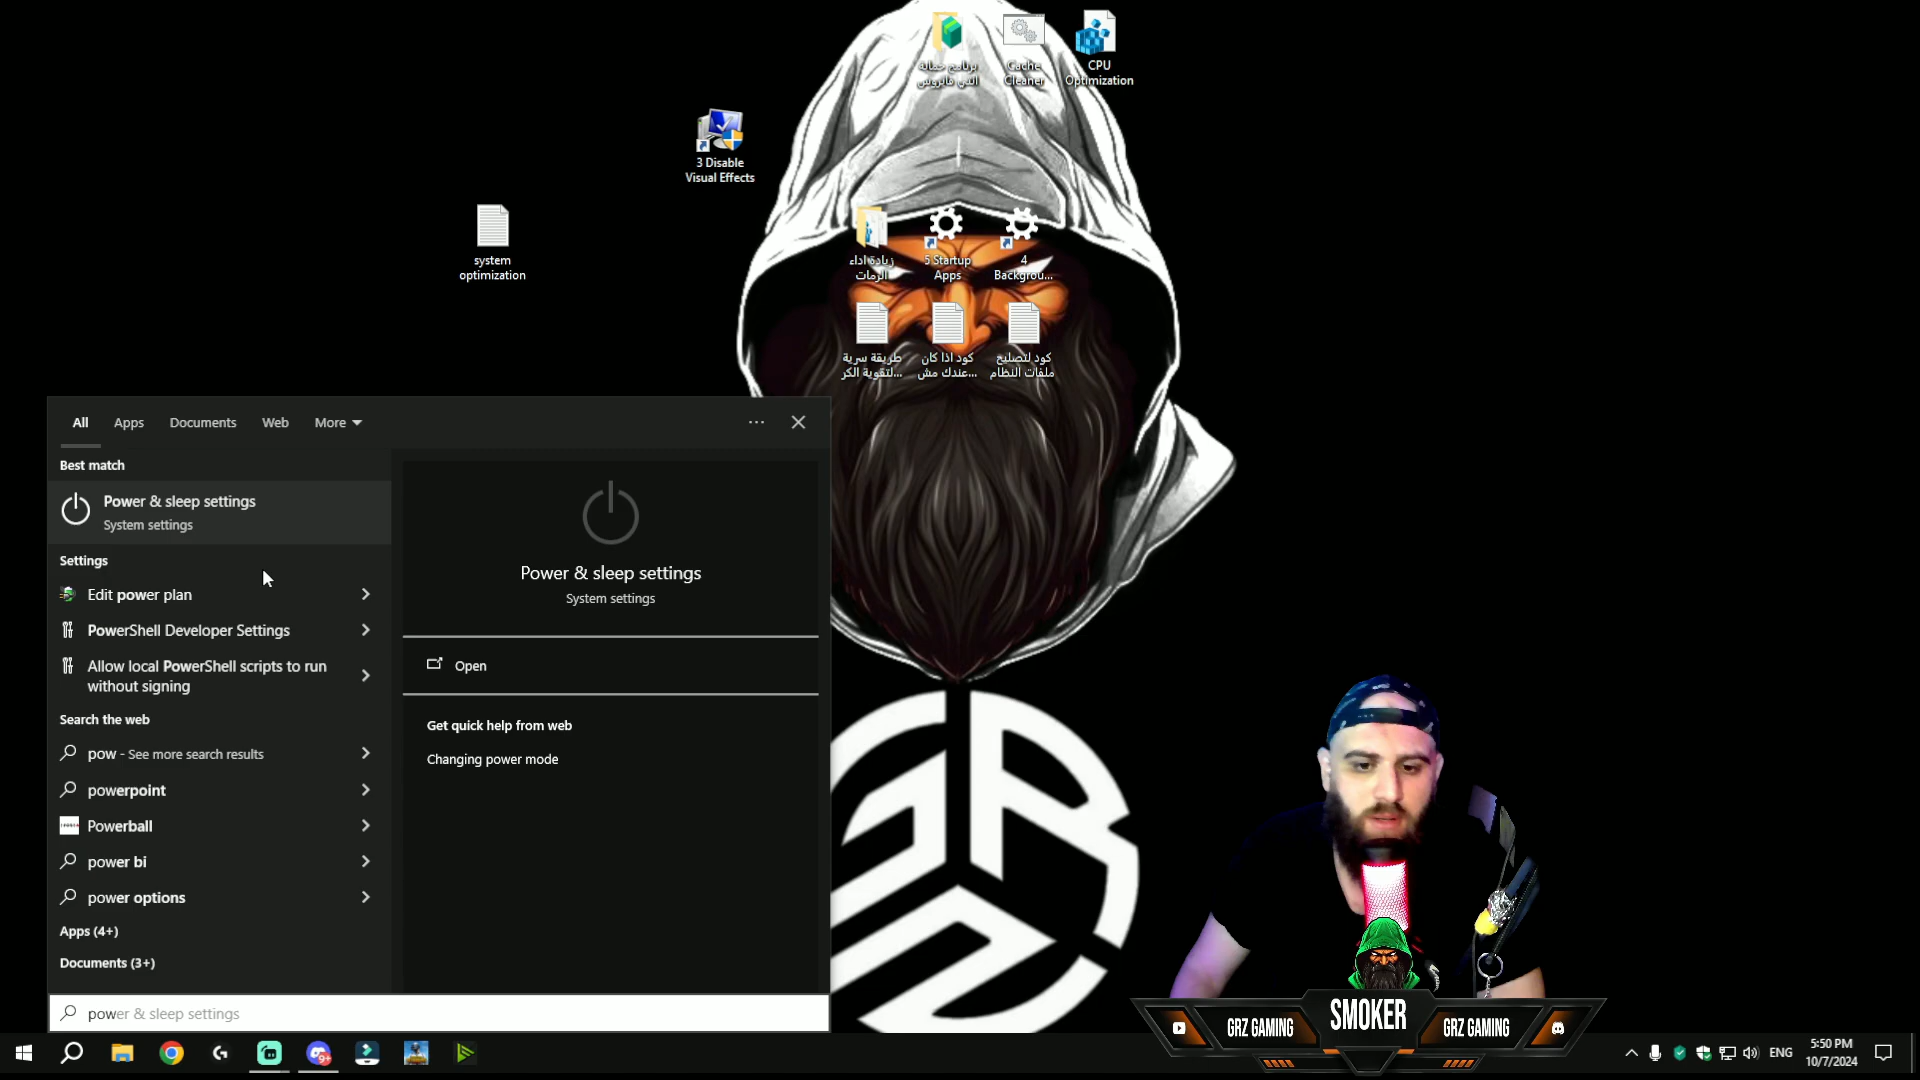 برنامج حماية
انتي فايروس
Cache
Cleaner
CPU
Optimization
3 Disable
Visual Effects
system
optimization
زيادة اداء
الرمات
5 Startup
Apps
4
Backgrou...
طريقة سرية
لتقوية الكر...
كود اذا كان
عندك مش...
كود لتصليح
ملفات النظام
All
Apps
Documents
Web
More
Best match
Power & sleep settings
System settings
Settings
Edit power plan
PowerShell Developer Settings
Allow local PowerShell scripts to run
without signing
Search the web
pow - See more search results
powerpoint
Powerball
power bi
power options
Apps (4+)
Documents (3+)
power & sleep settings
Power & sleep settings
System settings
Open
Get quick help from web
Changing power mode
GRZ
GRZ GAMING
SMOKER
GRZ GAMING
9+
ENG
5:50 PM
10/7/2024